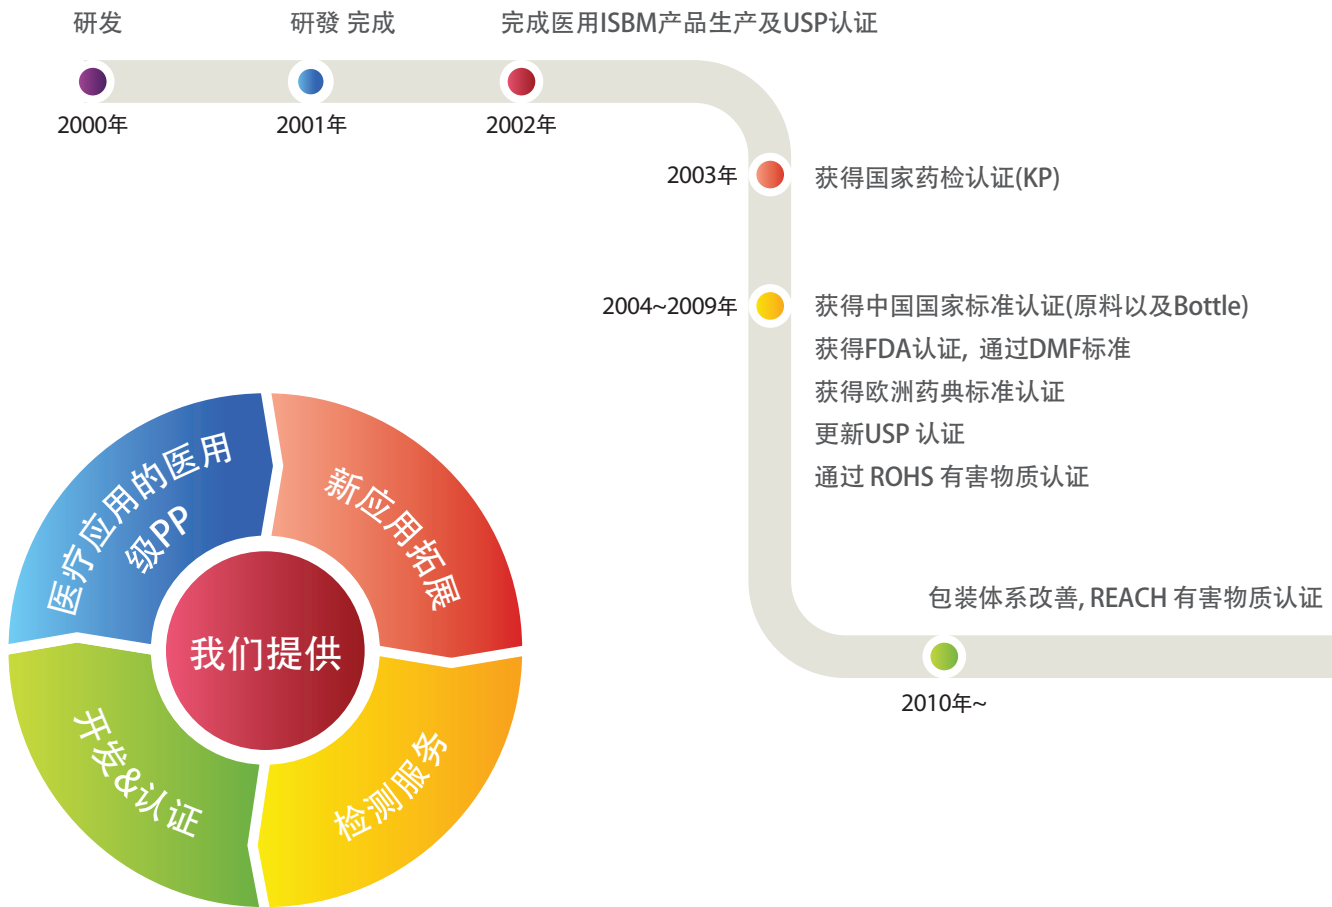 研发
研發 完成
完成医用ISBM产品生产及USP认证
2000年
2001年
2002年
2003年
获得国家药检认证(KP)
2004~2009年
获得中国国家标准认证(原料以及Bottle)
获得FDA认证, 通过DMF标准
获得欧洲药典标准认证
更新USP 认证
通过 ROHS 有害物质认证
包装体系改善, REACH 有害物质认证
2010年~
医疗应用的医用
级PP
新应用拓展
我们提供
开发&认证
检测服务